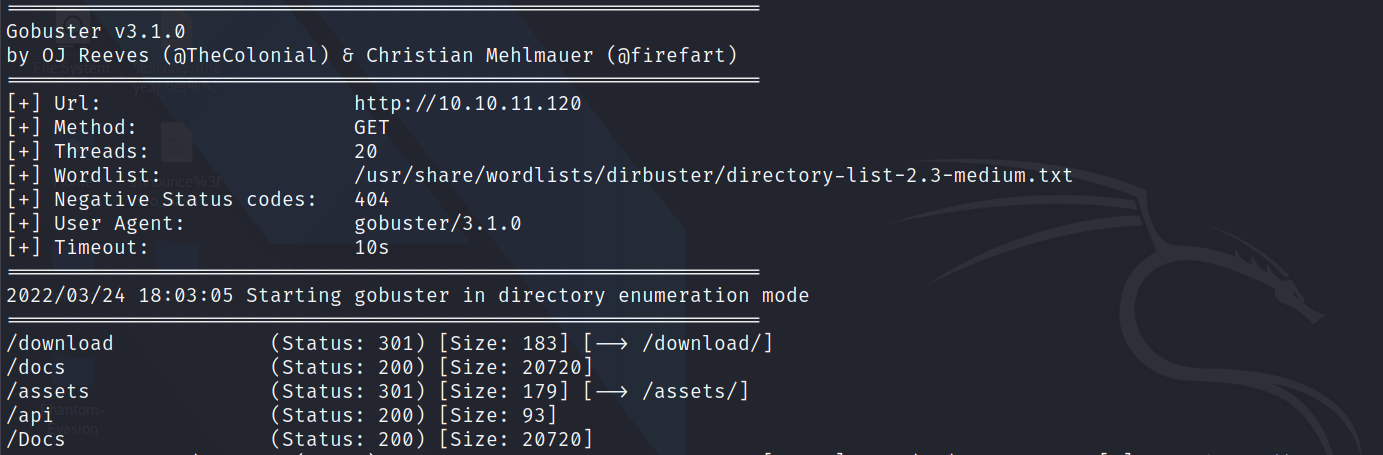 ===============================================================
Gobuster v3.1.0
by OJ Reeves (@TheColonial) & Christian Mehlmauer (@firefart)
===============================================================
[+] Url:                     http://10.10.11.120
[+] Method:                  GET
[+] Threads:                 20
[+] Wordlist:                /usr/share/wordlists/dirbuster/directory-list-2.3-medium.txt
[+] Negative Status codes:   404
[+] User Agent:              gobuster/3.1.0
[+] Timeout:                 10s
===============================================================
2022/03/24 18:03:05 Starting gobuster in directory enumeration mode
===============================================================
/download             (Status: 301) [Size: 183] [--> /download/]
/docs                 (Status: 200) [Size: 20720]
/assets               (Status: 301) [Size: 179] [--> /assets/]
/api                  (Status: 200) [Size: 93]
/Docs                 (Status: 200) [Size: 20720]